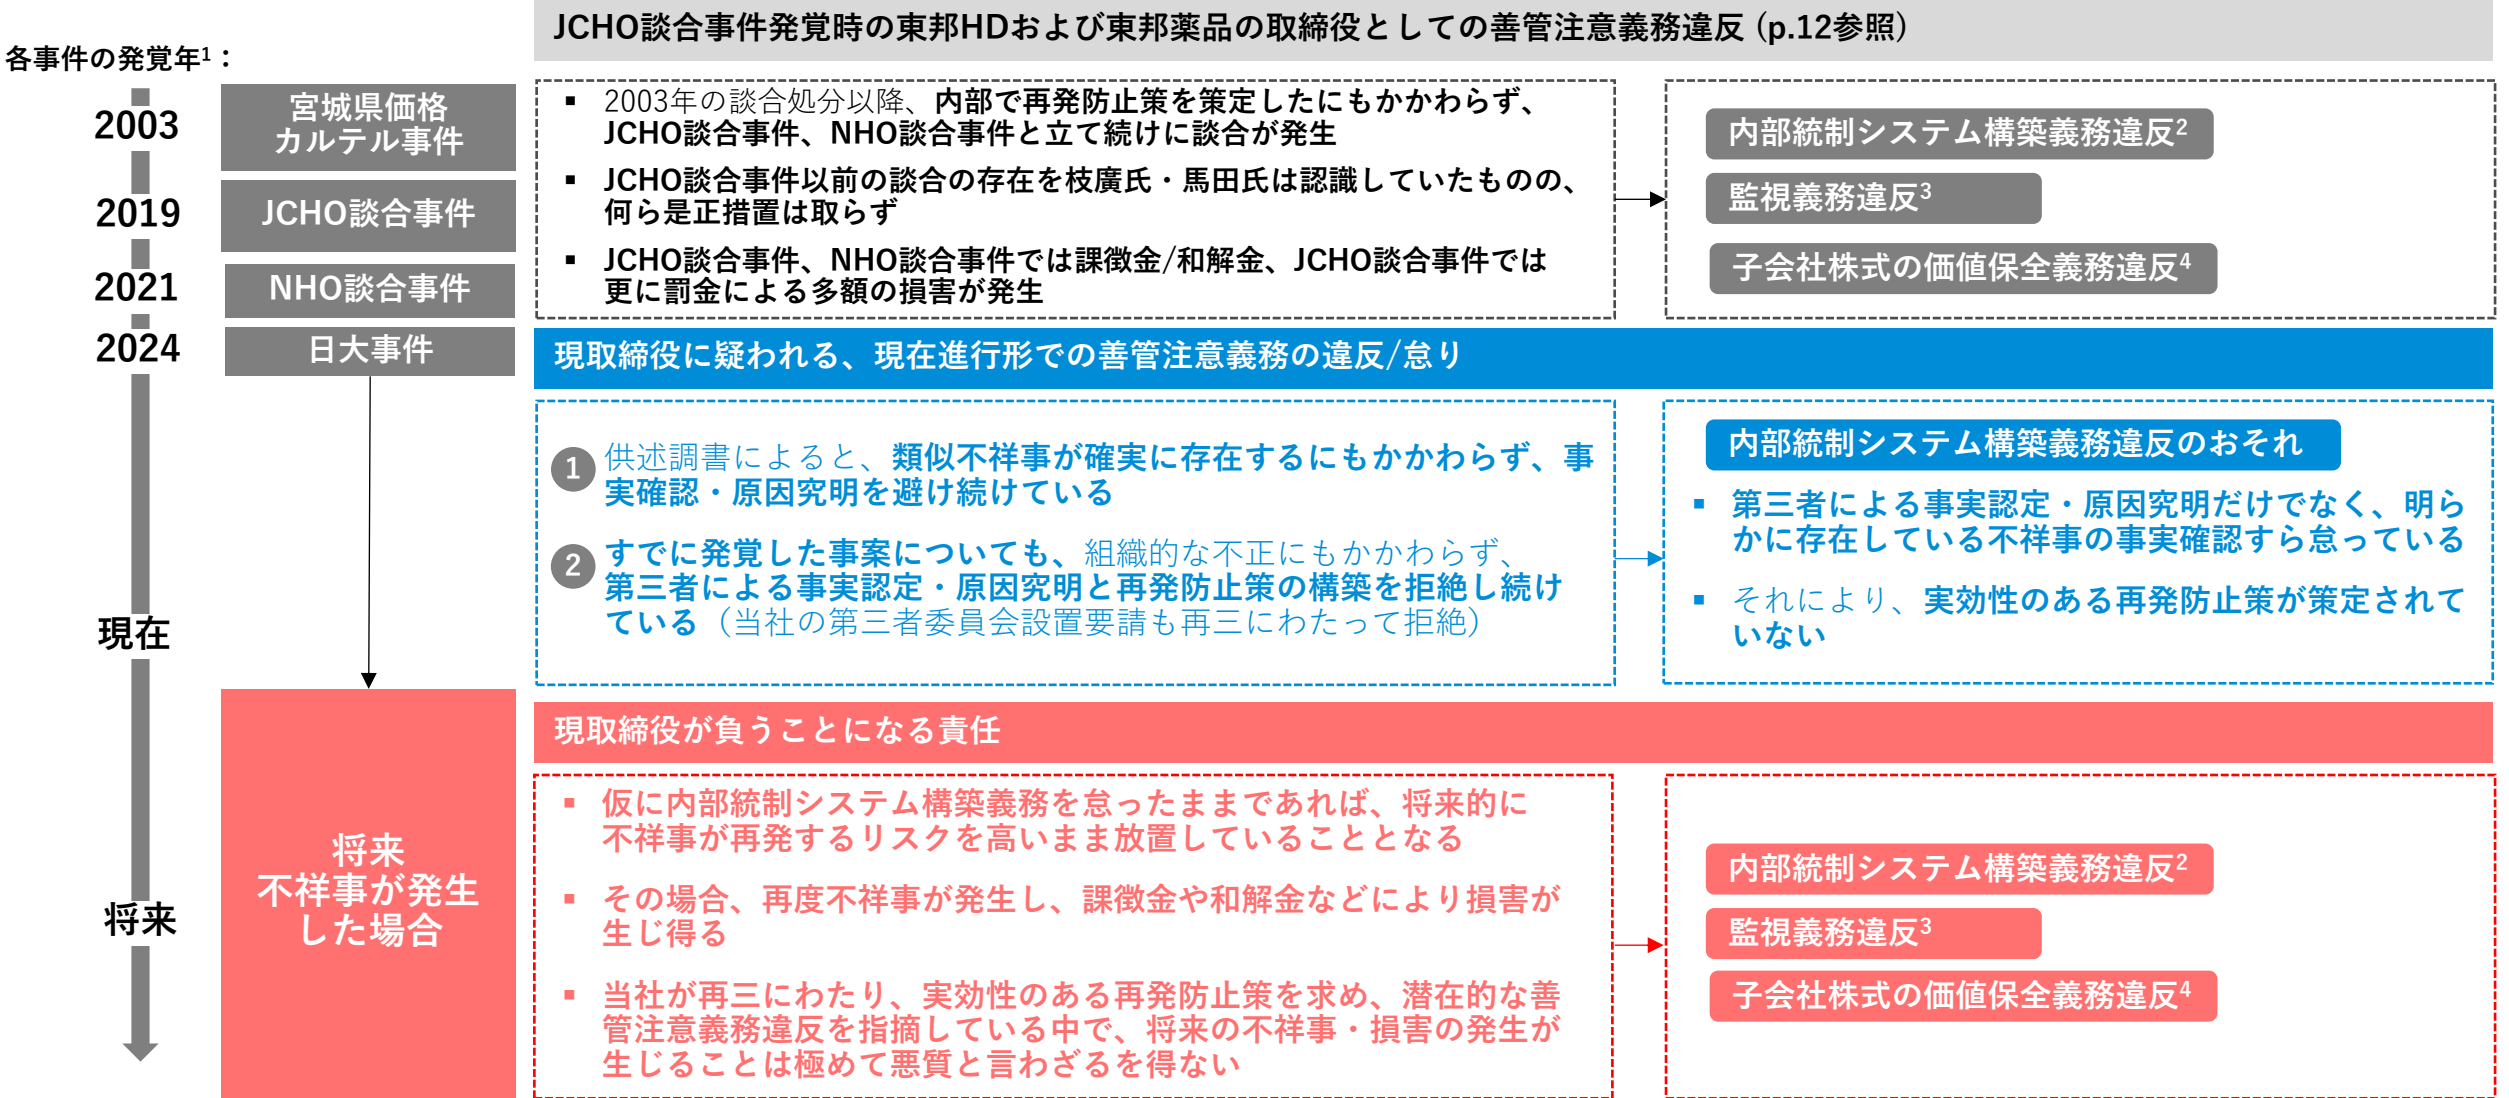 JCHO談合事件発覚時の東邦HDおよび東邦薬品の取締役としての善管注意義務違反 (p.12参照)
各事件の発覚年1：
2003
宮城県価格
カルテル事件
2019
JCHO談合事件
2021
NHO談合事件
2024
日大事件
現在
将来
将来
不祥事が発生
した場合
▪ 2003年の談合処分以降、内部で再発防止策を策定したにもかかわらず、
JCHO談合事件、NHO談合事件と立て続けに談合が発生
▪ JCHO談合事件以前の談合の存在を枝廣氏・馬田氏は認識していたものの、
何ら是正措置は取らず
▪ JCHO談合事件、NHO談合事件では課徴金/和解金、JCHO談合事件では
更に罰金による多額の損害が発生
内部統制システム構築義務違反2
監視義務違反3
子会社株式の価値保全義務違反4
現取締役に疑われる、現在進行形での善管注意義務の違反/怠り
1 供述調書によると、類似不祥事が確実に存在するにもかかわらず、事
実確認・原因究明を避け続けている
2 すでに発覚した事案についても、組織的な不正にもかかわらず、
第三者による事実認定・原因究明と再発防止策の構築を拒絶し続け
ている（当社の第三者委員会設置要請も再三にわたって拒絶）
内部統制システム構築義務違反のおそれ
▪ 第三者による事実認定・原因究明だけでなく、明ら
かに存在している不祥事の事実確認すら怠っている
▪ それにより、実効性のある再発防止策が策定されて
いない
現取締役が負うことになる責任
▪ 仮に内部統制システム構築義務を怠ったままであれば、将来的に
不祥事が再発するリスクを高いまま放置していることとなる
▪ その場合、再度不祥事が発生し、課徴金や和解金などにより損害が
生じ得る
▪ 当社が再三にわたり、実効性のある再発防止策を求め、潜在的な善
管注意義務違反を指摘している中で、将来の不祥事・損害の発生が
生じることは極めて悪質と言わざるを得ない
内部統制システム構築義務違反2
監視義務違反3
子会社株式の価値保全義務違反4